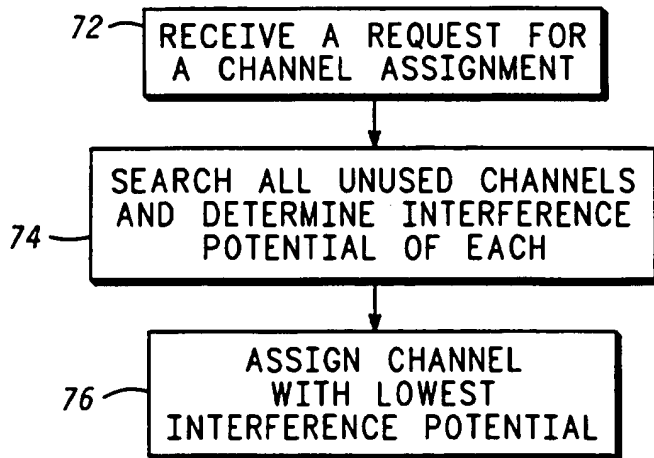 72
RECEIVE A REQUEST FOR
A CHANNEL ASSIGNMENT
74
SEARCH ALL UNUSED CHANNELS
AND DETERMINE INTERFERENCE
POTENTIAL OF EACH
76
ASSIGN CHANNEL
WITH LOWEST
INTERFERENCE POTENTIAL